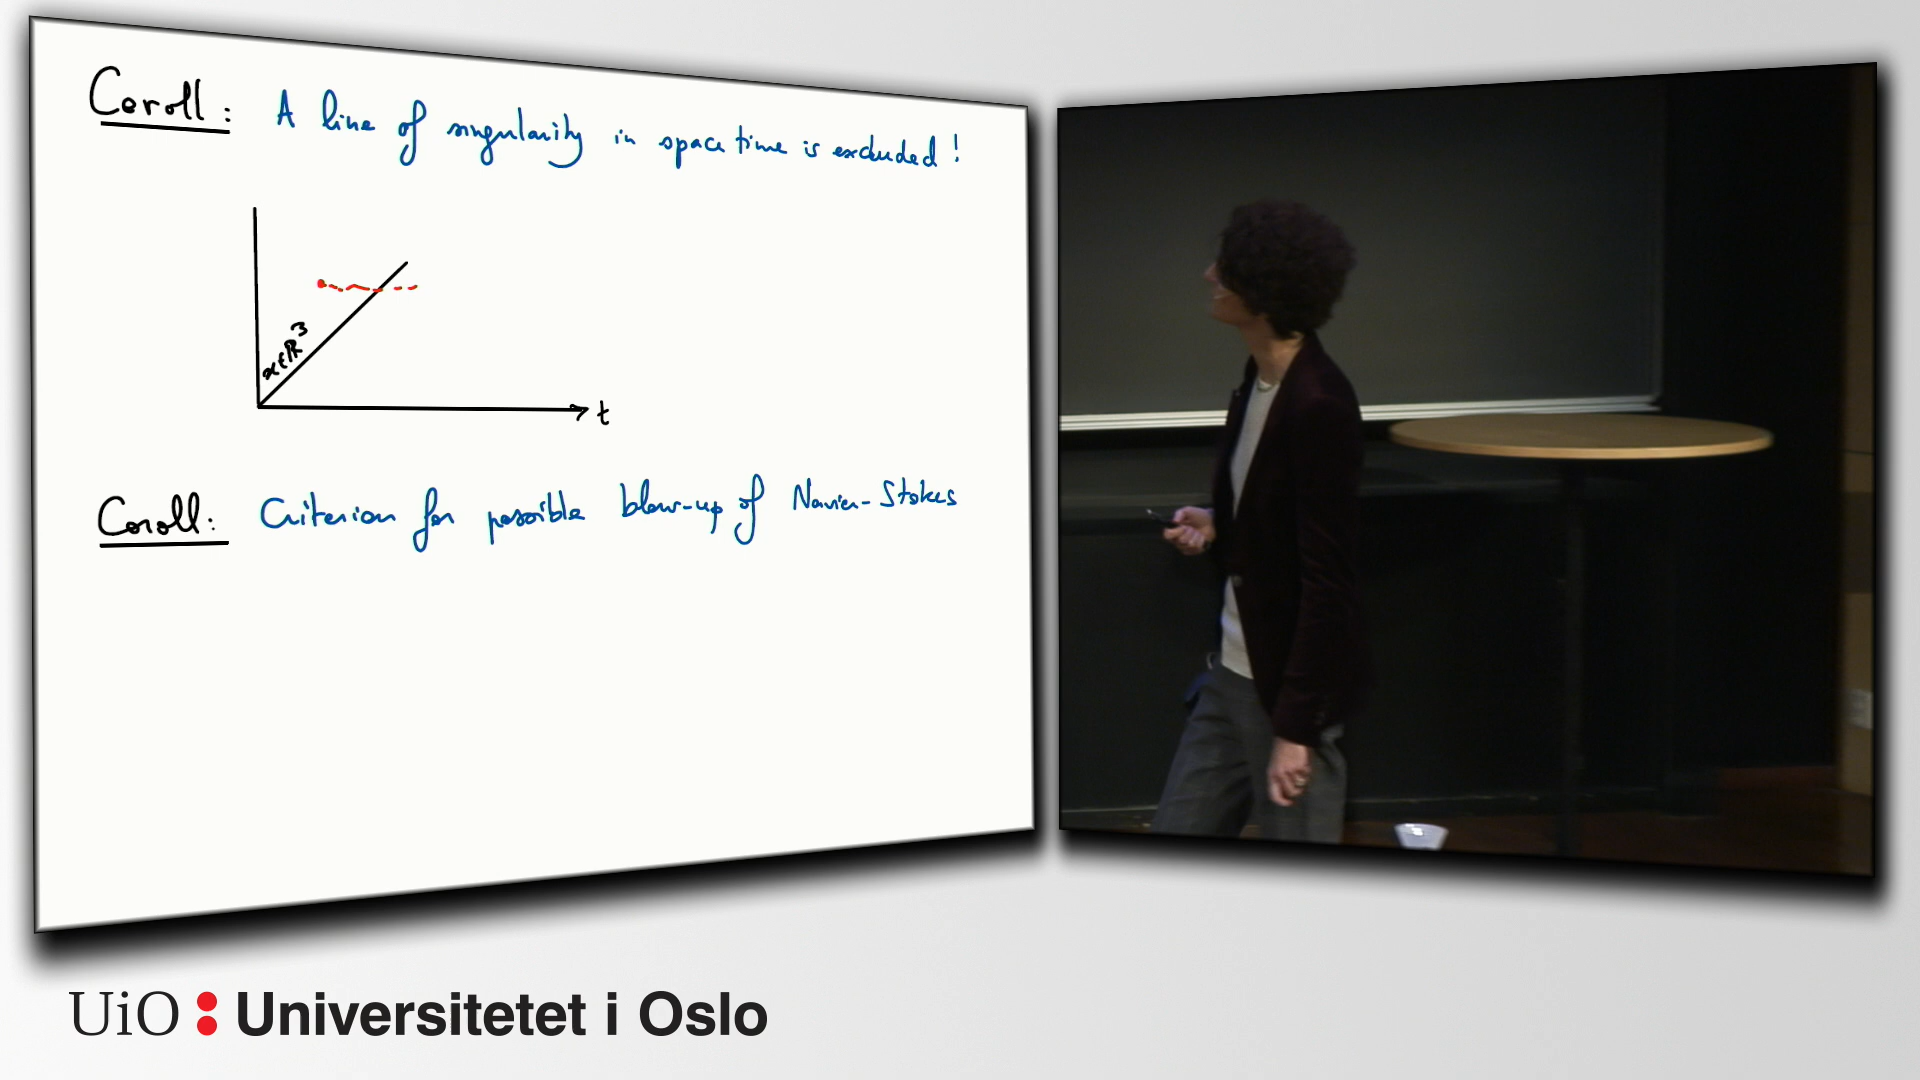 Coroll: A line of singularity in space time is excluded!
x∈ℝ³
t
Coroll: Criterion for possible blow-up of Navier-Stokes
UiO : Universitetet i Oslo